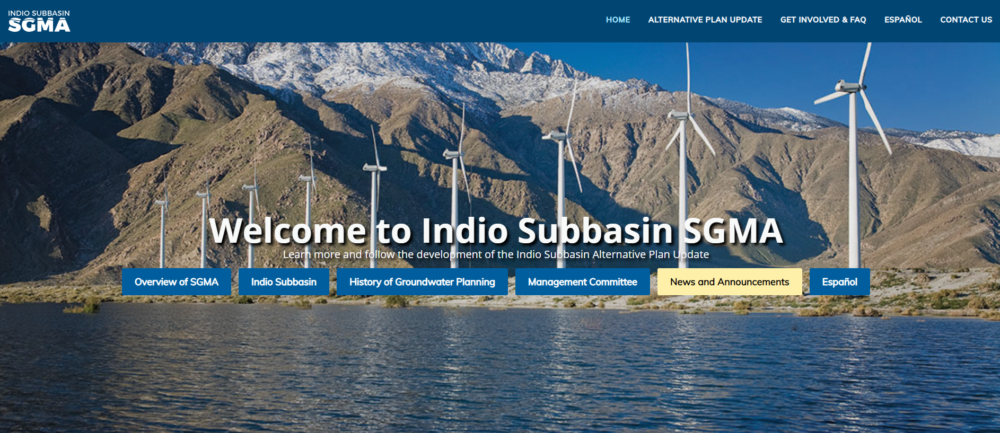 INDIO SUBBASIN
SGMA
HOME
ALTERNATIVE PLAN UPDATE
GET INVOLVED & FAQ
ESPAÑOL
CONTACT US
Welcome to Indio Subbasin SGMA
Learn more and follow the development of the Indio Subbasin Alternative Plan Update
Overview of SGMA
Indio Subbasin
History of Groundwater Planning
Management Committee
News and Announcements
Español